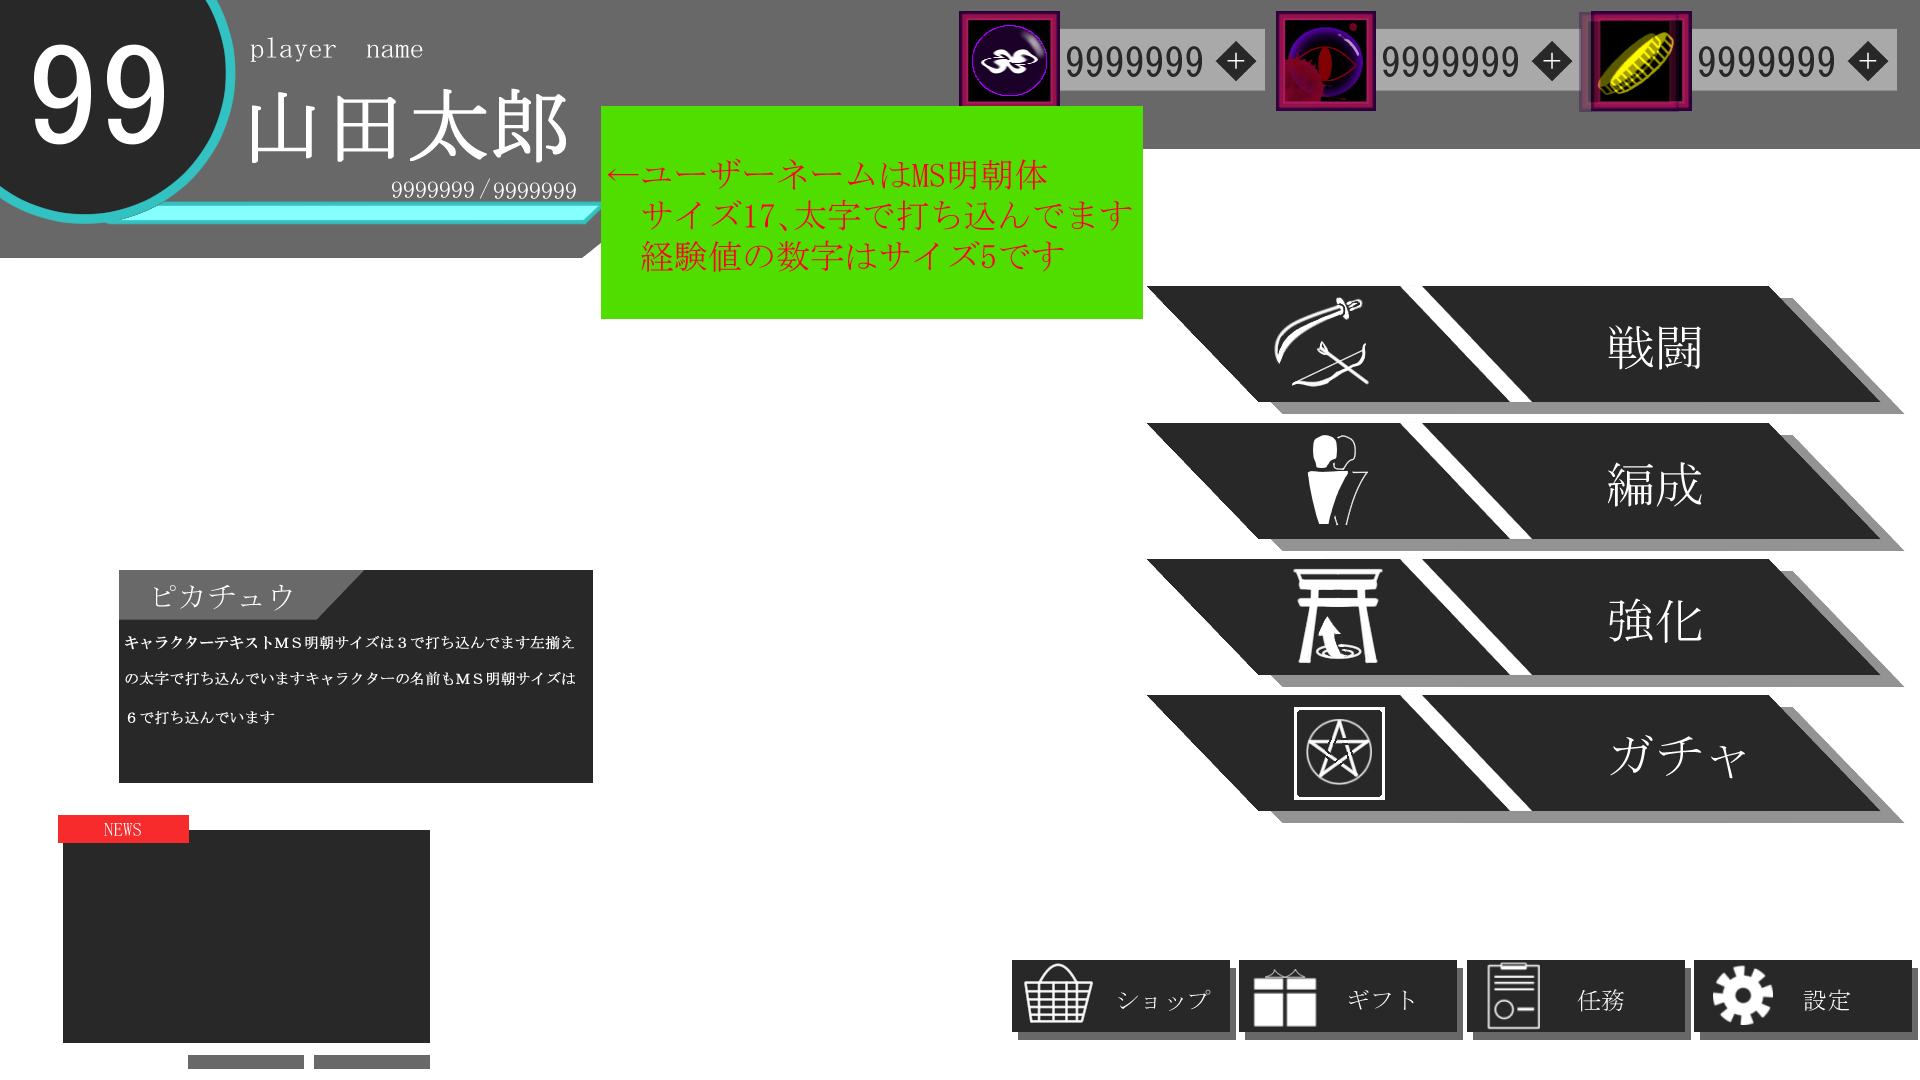 99
player name
山田太郎
9999999/9999999
9999999
9999999
9999999
←ユーザーネームはMS明朝体
サイズ17、太字で打ち込んでます
経験値の数字はサイズ5です
戦闘
編成
強化
ガチャ
ピカチュウ
キャラクターテキストＭＳ明朝サイズは３で打ち込んでます左揃え
の太字で打ち込んでいますキャラクターの名前もＭＳ明朝サイズは
６で打ち込んでいます
NEWS
ショップ
ギフト
任務
設定